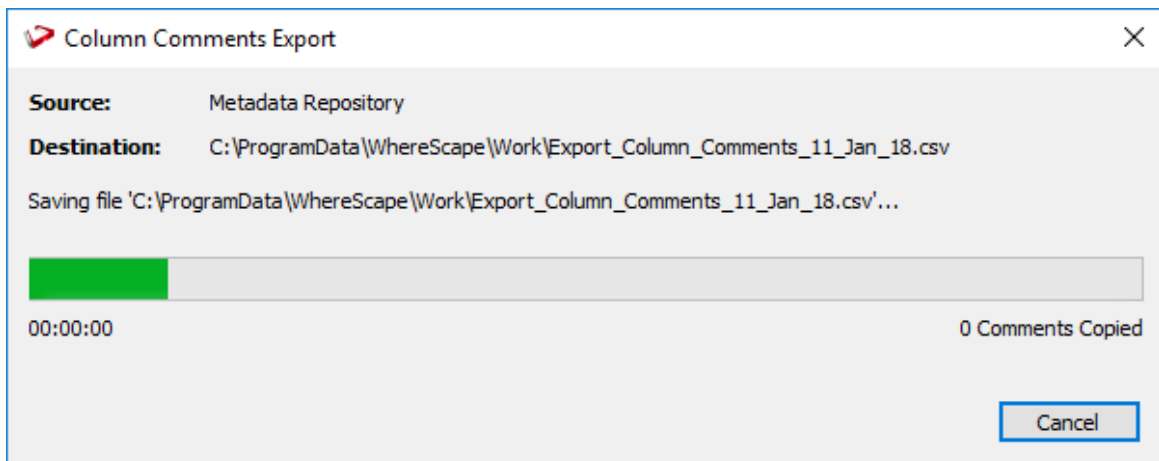 Column Comments Export
Source: Metadata Repository
Destination: C:\ProgramData\WhereScape\Work\Export_Column_Comments_11_Jan_18.csv
Saving file 'C:\ProgramData\WhereScape\Work\Export_Column_Comments_11_Jan_18.csv'...
00:00:00 0 Comments Copied
Cancel